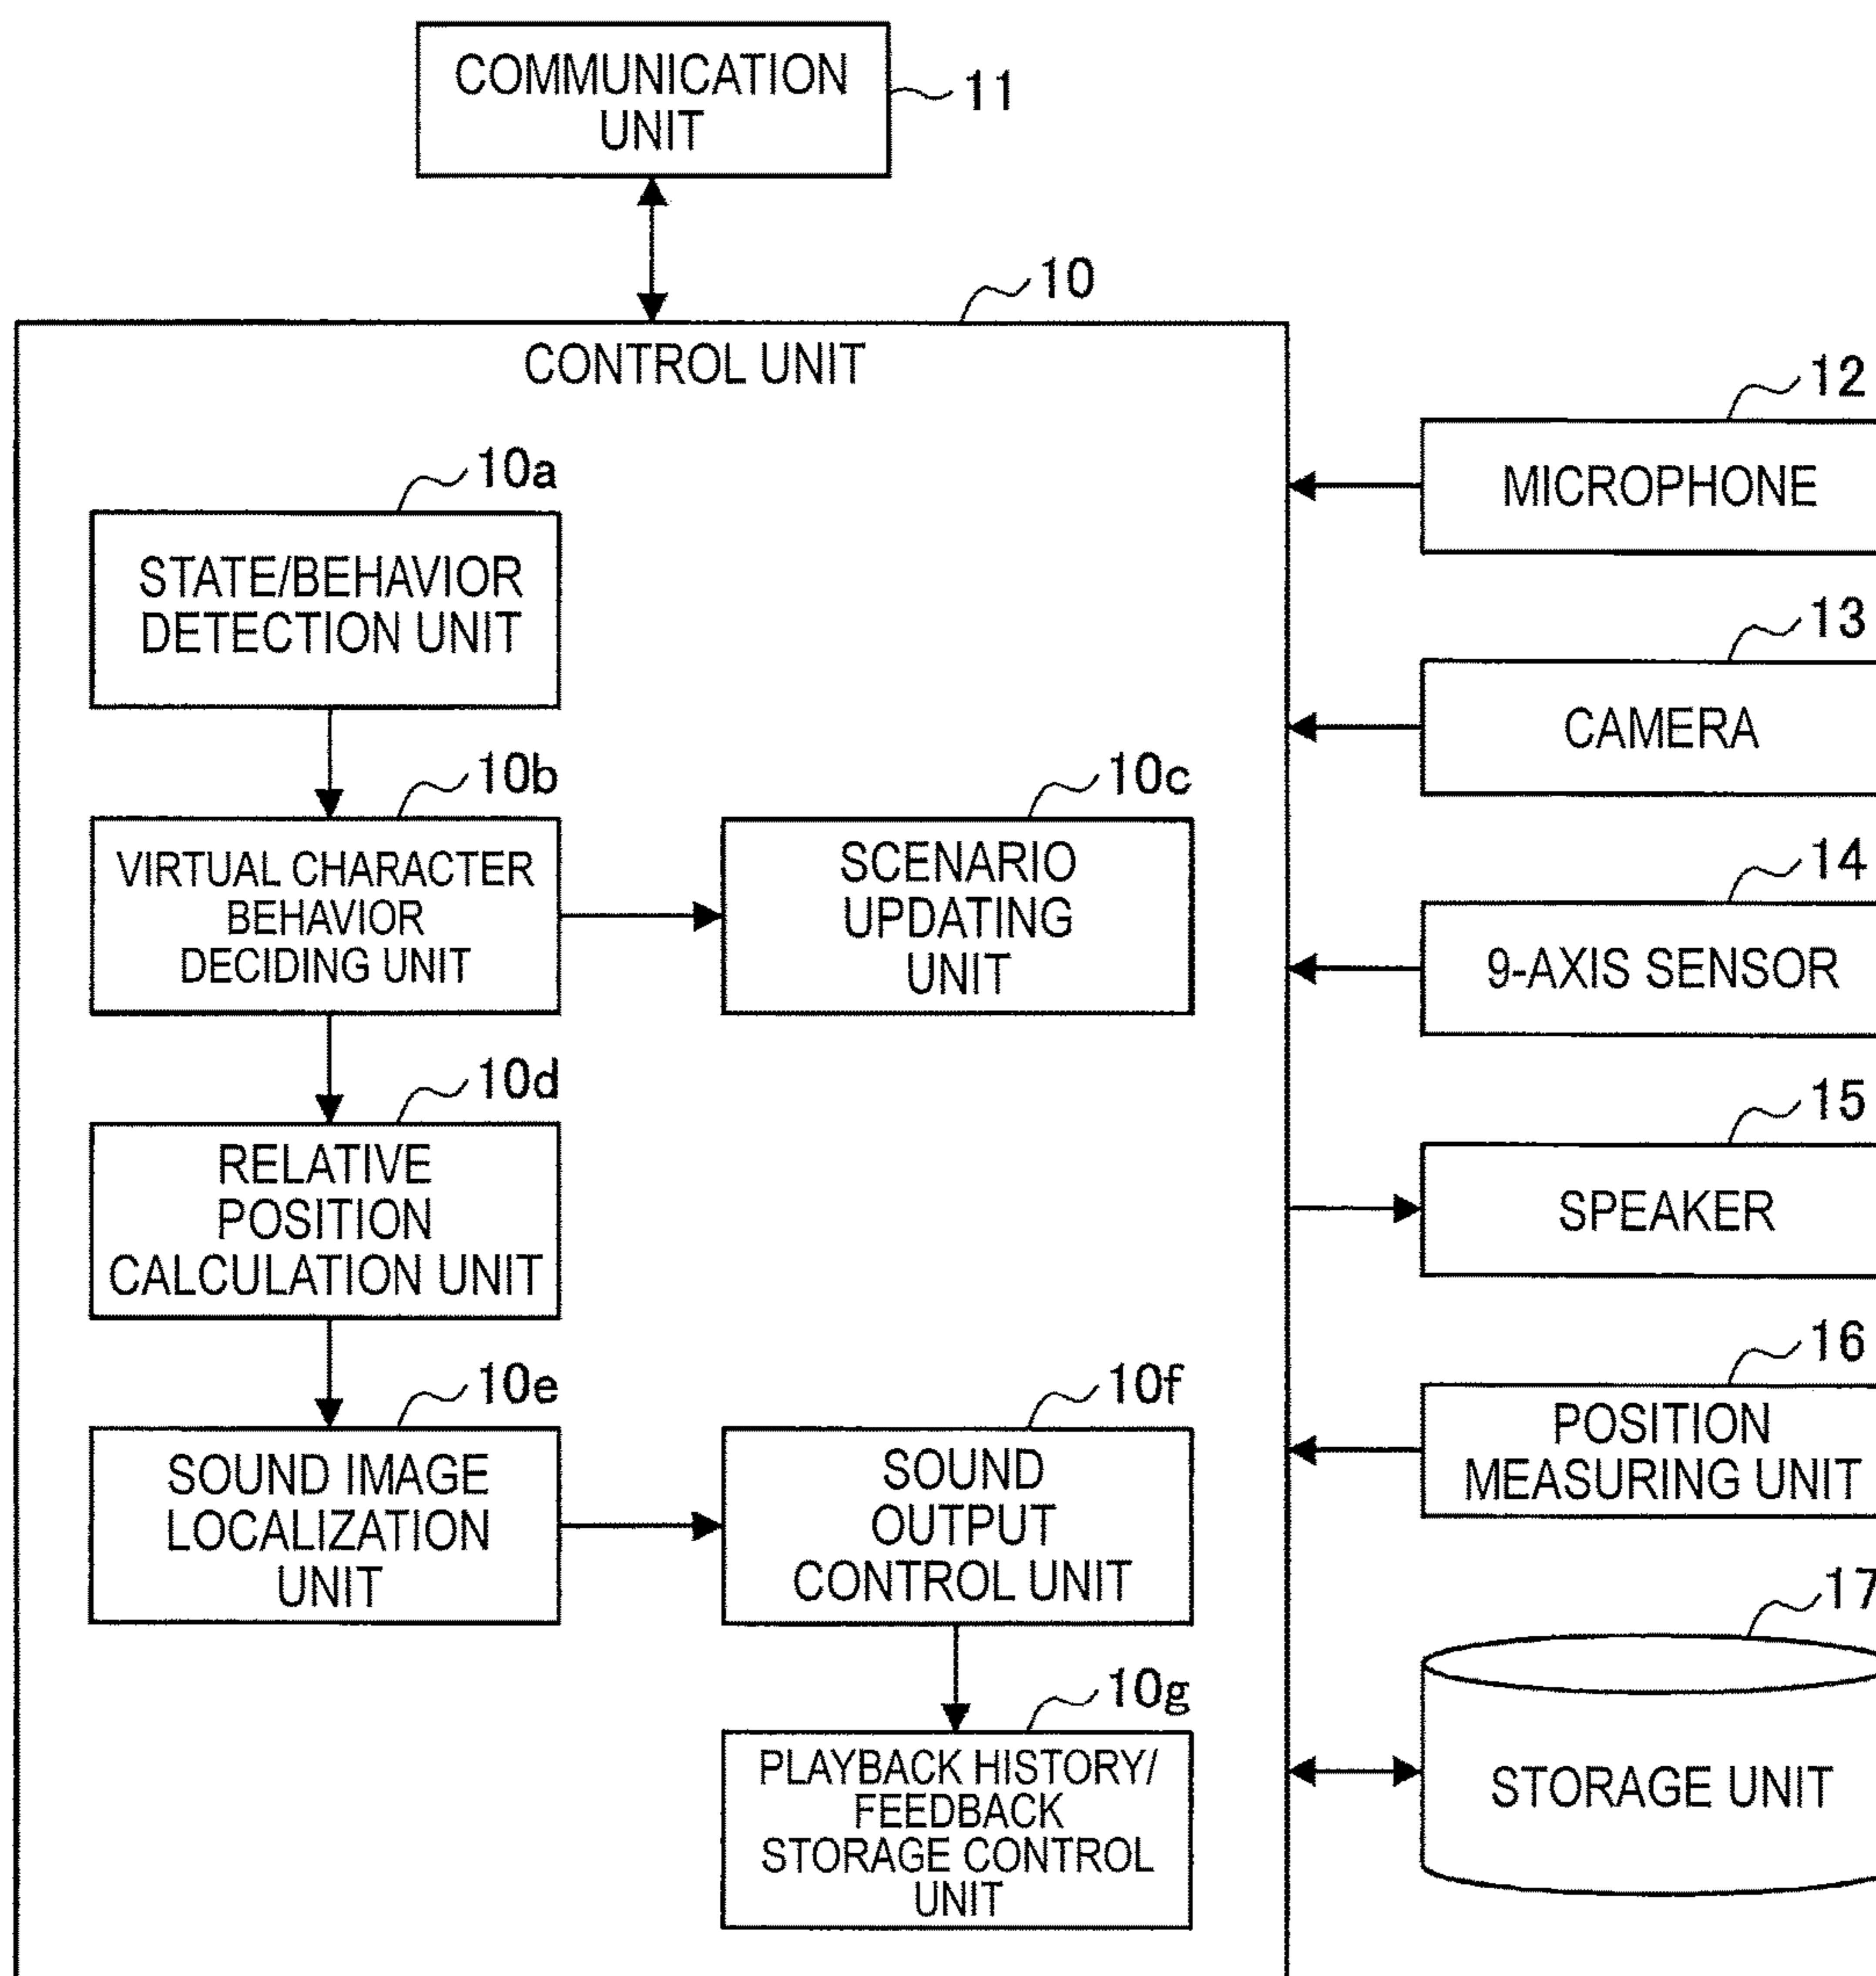 COMMUNICATION
UNIT
11
10
CONTROL UNIT
10a
STATE/BEHAVIOR
DETECTION UNIT
10b
VIRTUAL CHARACTER
BEHAVIOR
DECIDING UNIT
10c
SCENARIO
UPDATING
UNIT
10d
RELATIVE
POSITION
CALCULATION UNIT
10e
SOUND IMAGE
LOCALIZATION
UNIT
10f
SOUND
OUTPUT
CONTROL UNIT
10g
PLAYBACK HISTORY/
FEEDBACK
STORAGE CONTROL
UNIT
12
MICROPHONE
13
CAMERA
14
9-AXIS SENSOR
15
SPEAKER
16
POSITION
MEASURING UNIT
17
STORAGE UNIT